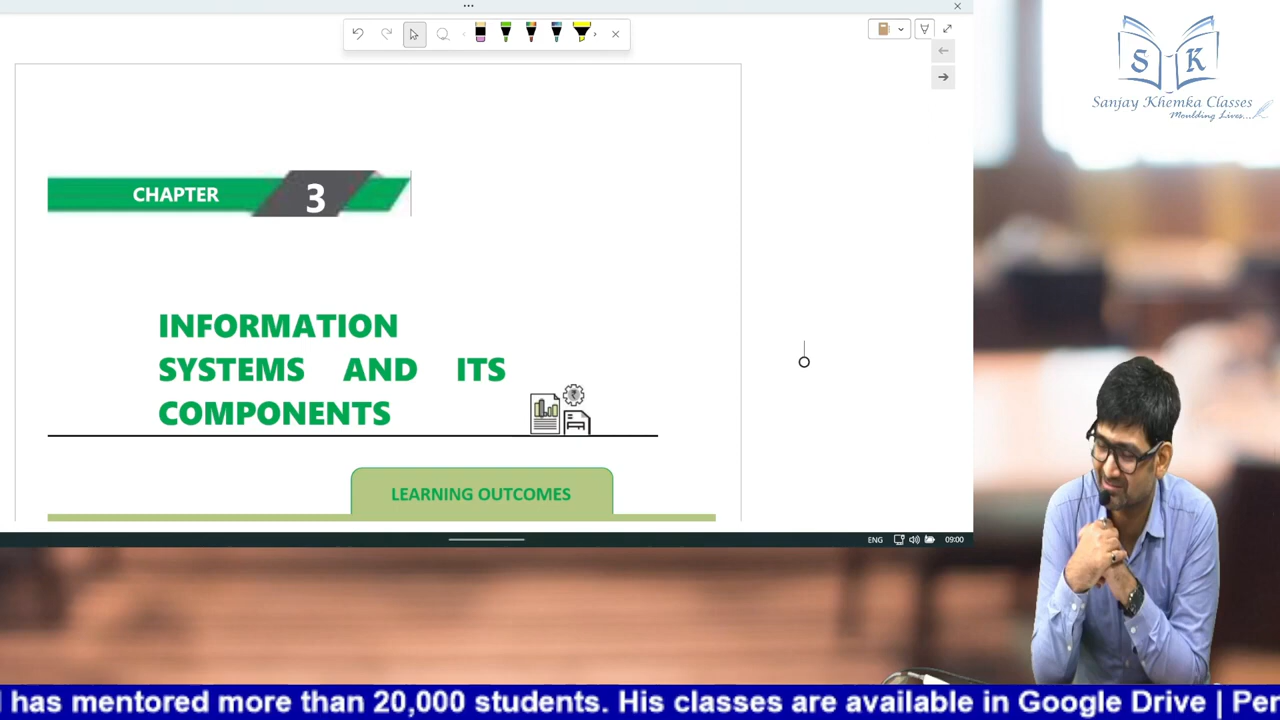 S K
Sanjay Khemka Classes
Moulding Lives...
CHAPTER 3
INFORMATION
SYSTEMS AND ITS
COMPONENTS
LEARNING OUTCOMES
ENG 09:00
has mentored more than 20,000 students. His classes are available in Google Drive |